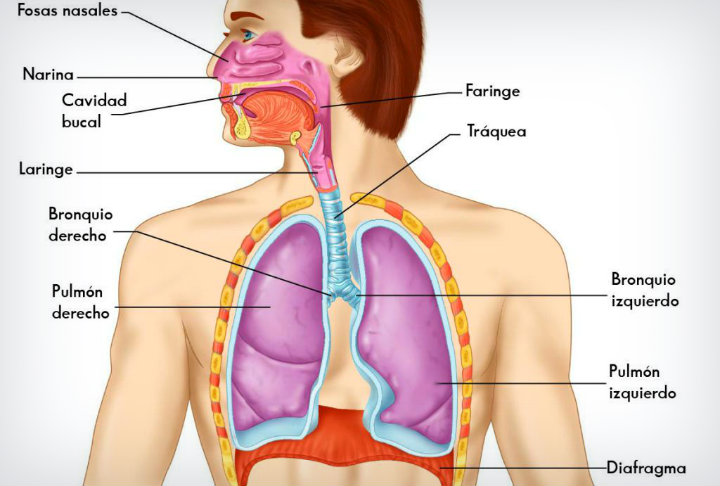 Fosas nasales
Narina
Cavidad
bucal
Laringe
Bronquio
derecho
Pulmón
derecho
Faringe
Tráquea
Bronquio
izquierdo
Pulmón
izquierdo
Diafragma